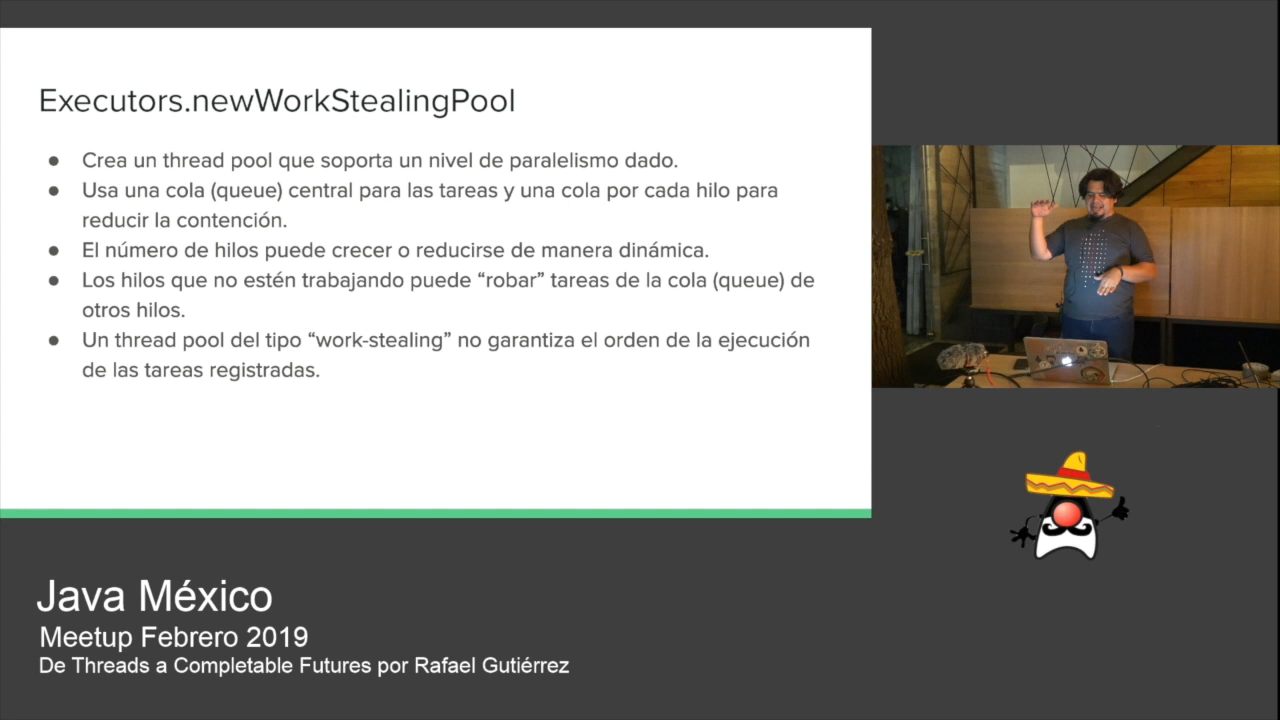 Executors.newWorkStealingPool
● Crea un thread pool que soporta un nivel de paralelismo dado.
● Usa una cola (queue) central para las tareas y una cola por cada hilo para
reducir la contención.
● El número de hilos puede crecer o reducirse de manera dinámica.
● Los hilos que no estén trabajando puede “robar” tareas de la cola (queue) de
otros hilos.
● Un thread pool del tipo “work-stealing” no garantiza el orden de la ejecución
de las tareas registradas.
Java México
Meetup Febrero 2019
De Threads a Completable Futures por Rafael Gutiérrez